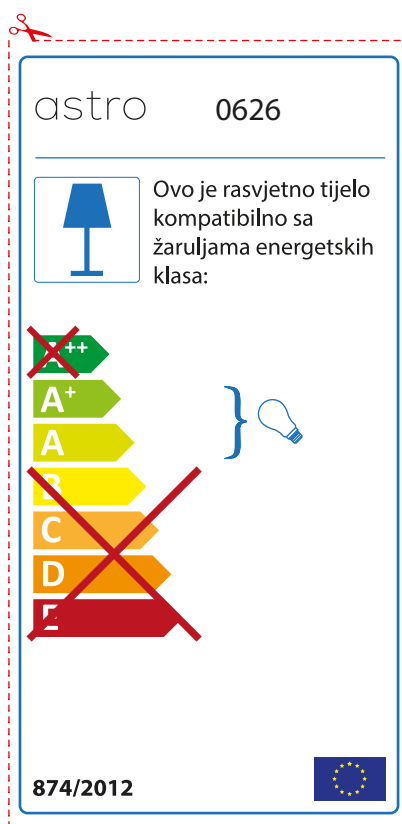 astro 0626
Ovo je rasvjetno tijelo
kompatibilno sa
žaruljama energetskih
klasa:
A++
A+
A
B
C
D
E
874/2012